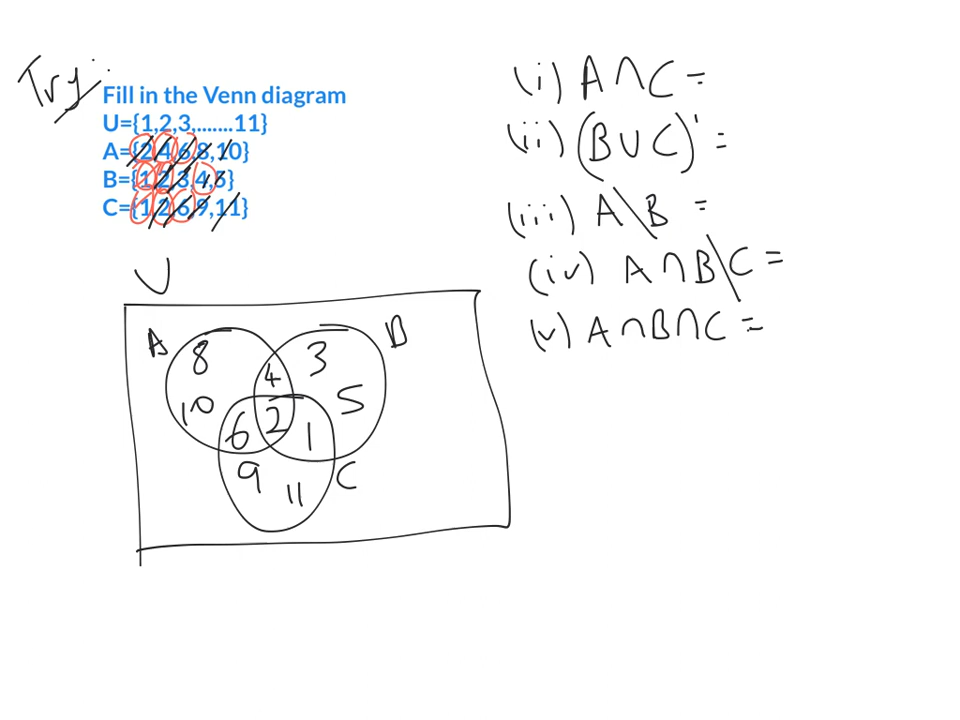 Try:
Fill in the Venn diagram
U={1,2,3,.......11}
A={2,4,6,8,10}
B={1,2,3,4,5}
C={1,2,6,9,11}
U
A 8 4 3 B
10 5
6 2 1
9 11 C
(i) A∩C =
(ii) (B∪C)' =
(iii) A\B =
(iv) A∩B\C =
(v) A∩B∩C =